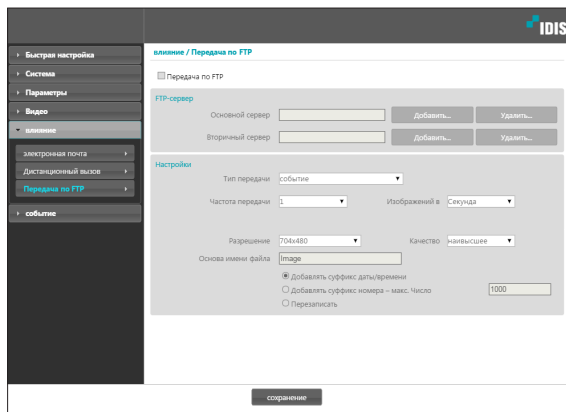 IDIS
Быстрая настройка
Система
Параметры
Видео
влияние
электронная почта
Дистанционный вызов
Передача по FTP
событие
влияние / Передача по FTP
Передача по FTP
FTP-сервер
Основной сервер Добавить... Удалить...
Вторичный сервер Добавить... Удалить...
Настройки
Тип передачи событие
Частота передачи 1 Изображений в Секунда
Разрешение 704x480 Качество наивысшее
Основа имени файла Image
Добавлять суффикс даты/времени
Добавлять суффикс номера – макс. Число 1000
Перезаписать
сохранение